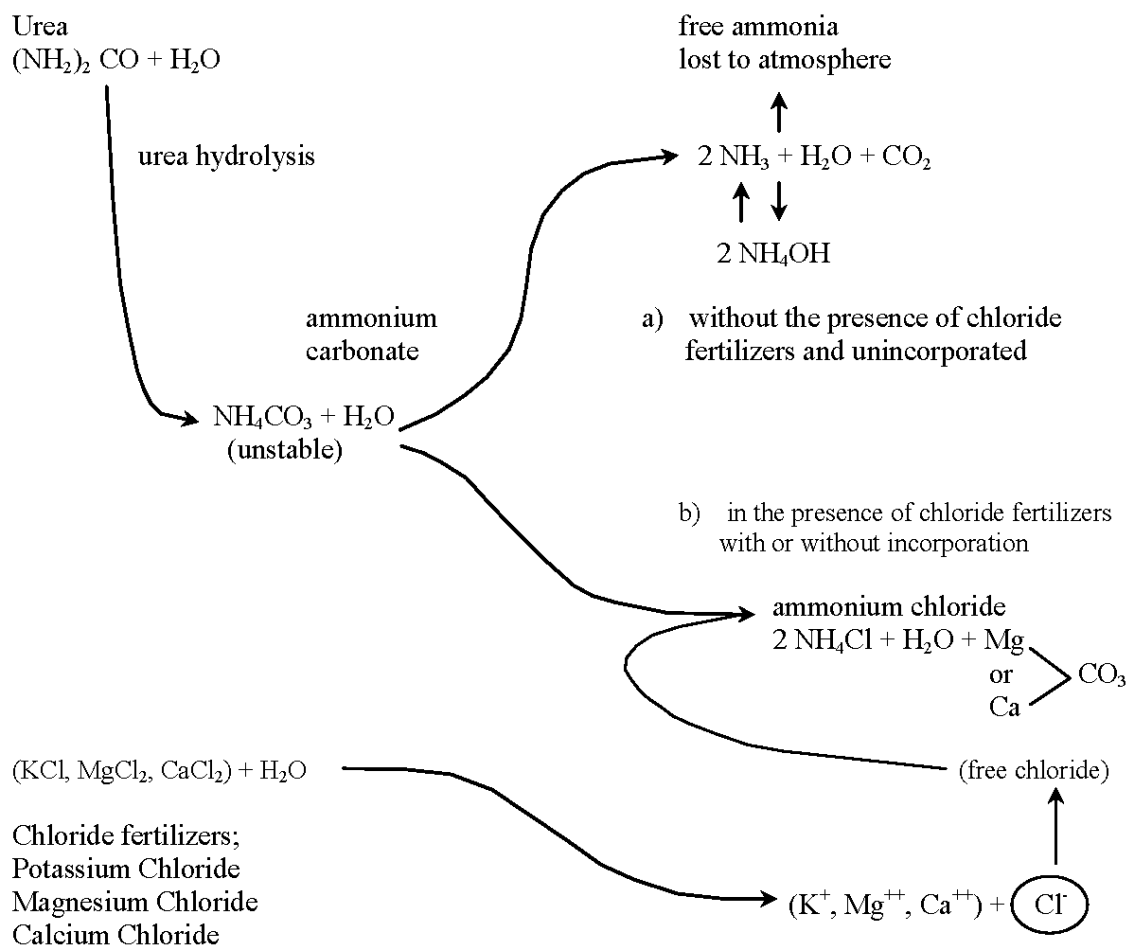 Urea
(NH₂)₂ CO + H₂O
urea hydrolysis
free ammonia
lost to atmosphere
2 NH₃ + H₂O + CO₂
2 NH₄OH
a) without the presence of chloride
fertilizers and unincorporated
ammonium
carbonate
NH₄CO₃ + H₂O
(unstable)
b) in the presence of chloride fertilizers
with or without incorporation
ammonium chloride
2 NH₄Cl + H₂O + Mg
or
Ca
CO₃
(free chloride)
(KCl, MgCl₂, CaCl₂) + H₂O
Chloride fertilizers;
Potassium Chloride
Magnesium Chloride
Calcium Chloride
(K⁺, Mg⁺⁺, Ca⁺⁺) + Cl⁻